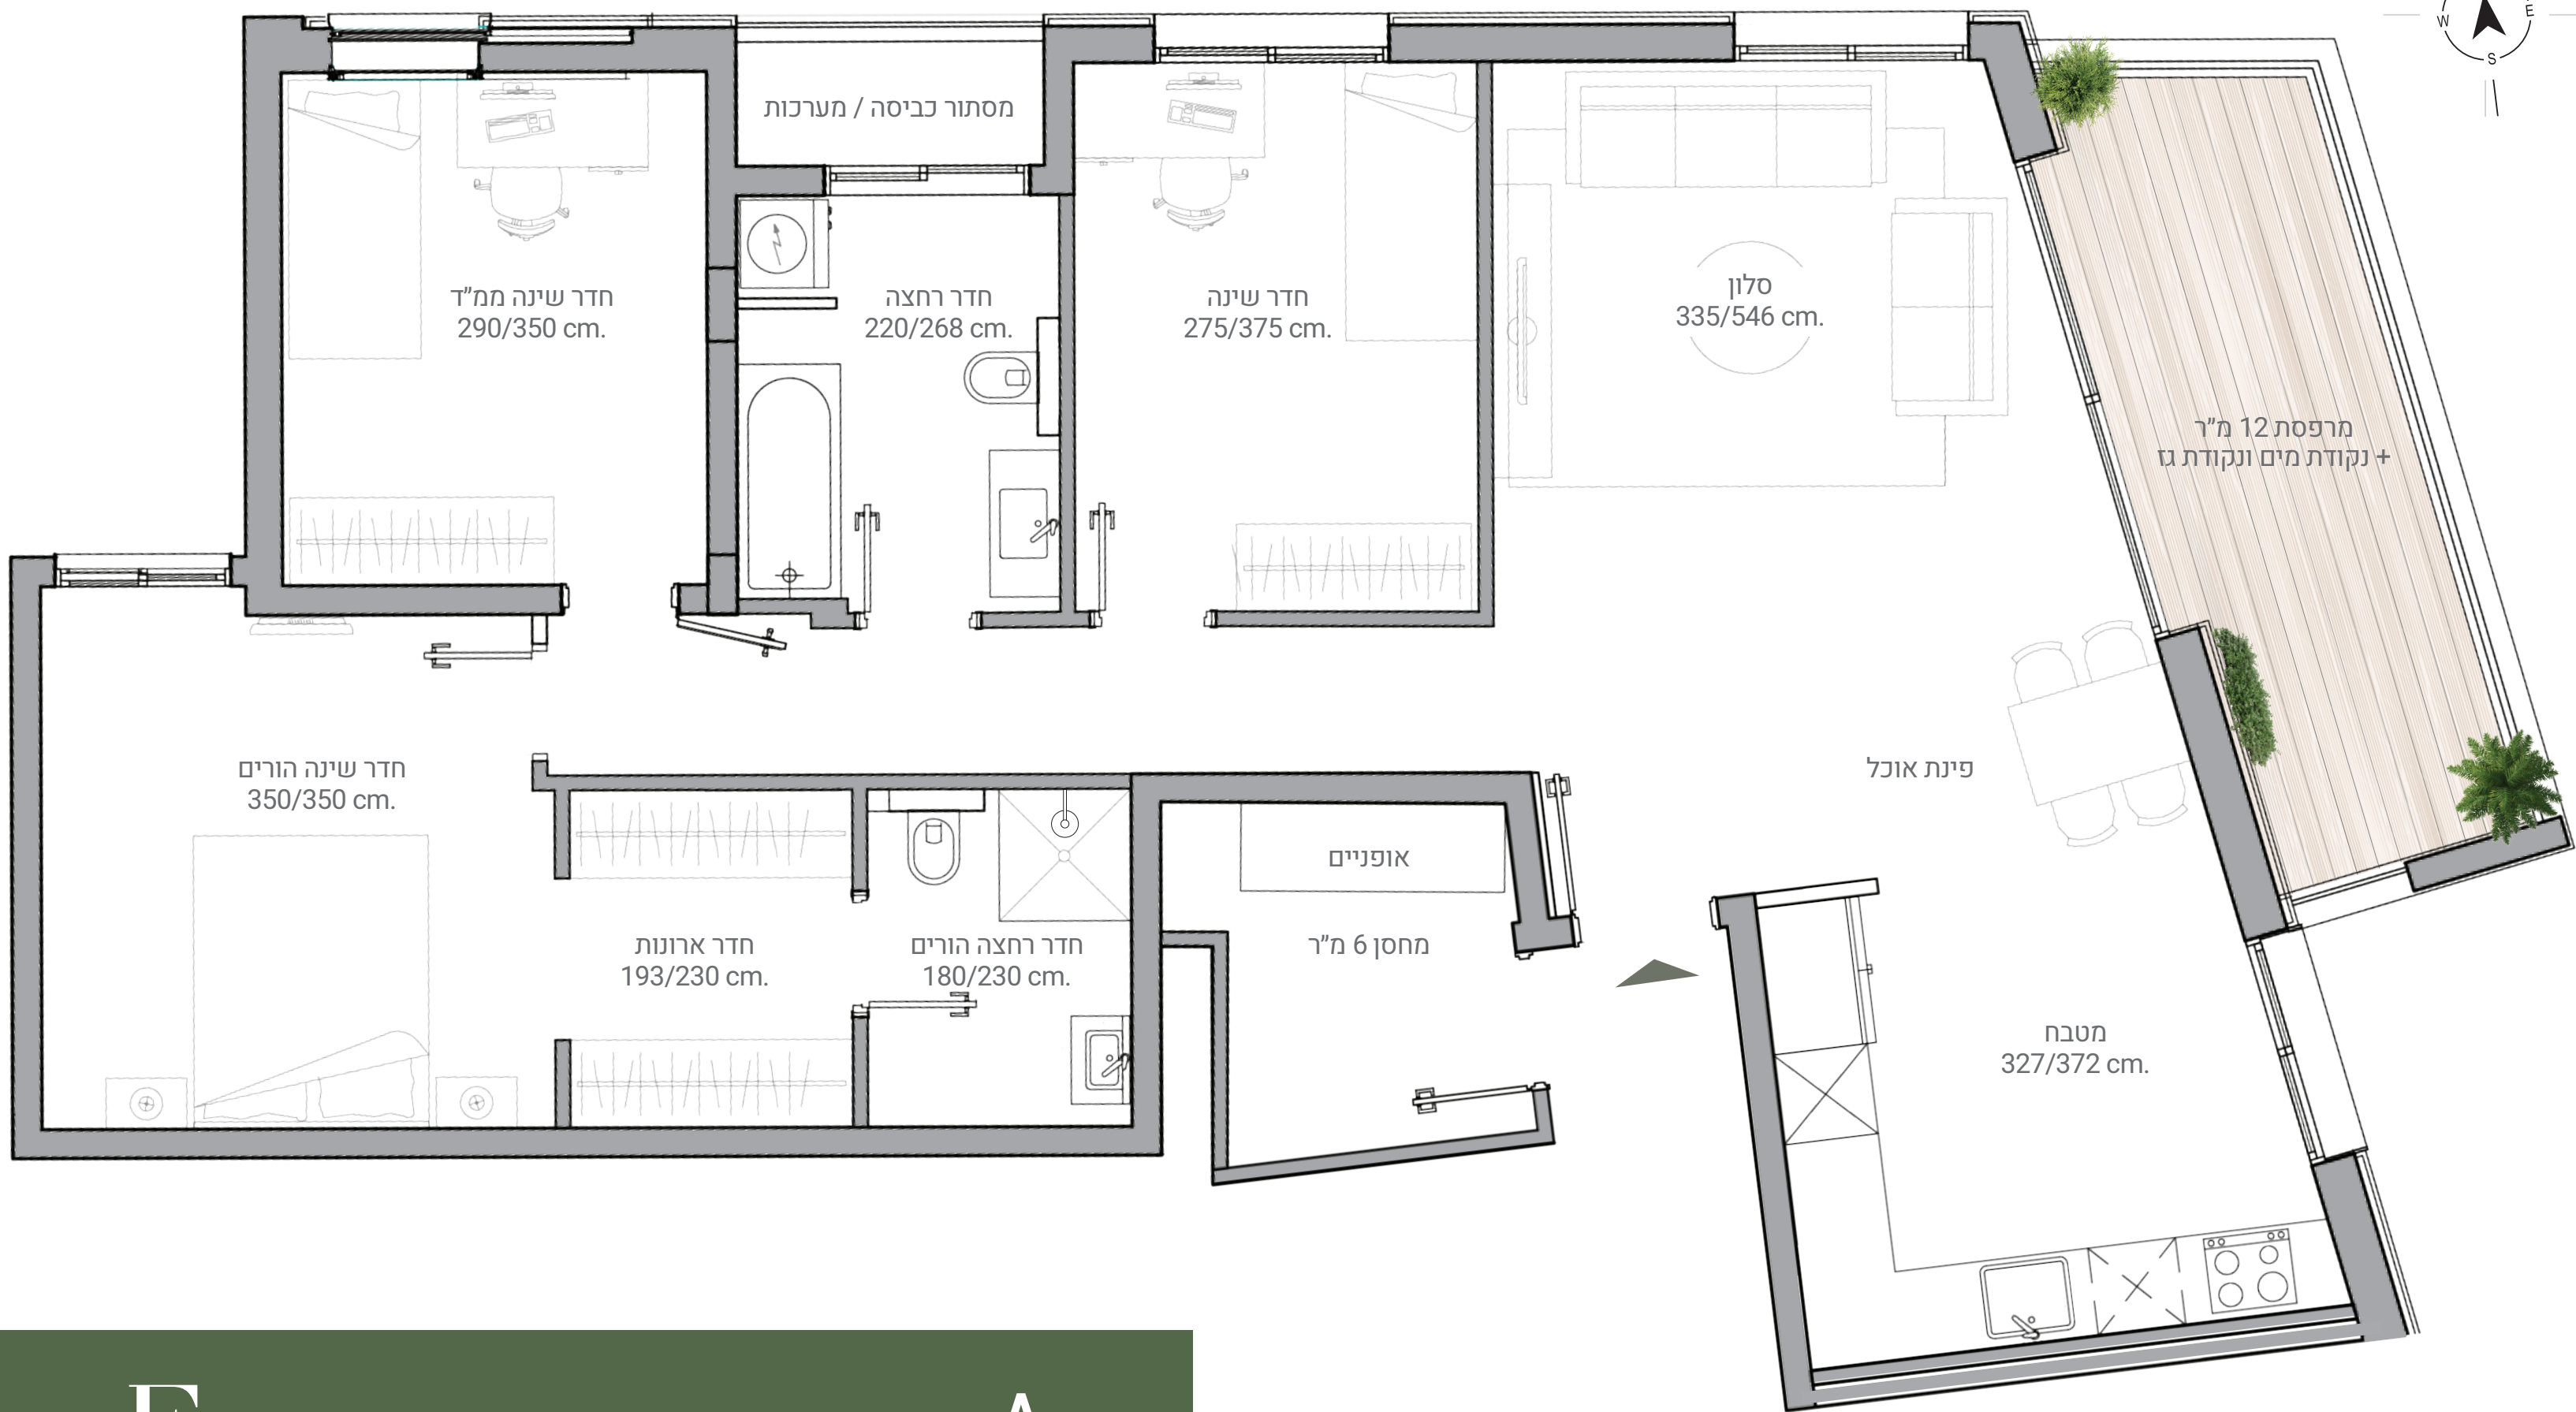 W
E
S
מסתור כביסה / מערכות
חדר שינה ממ״ד
290/350 cm.
חדר רחצה
220/268 cm.
חדר שינה
275/375 cm.
סלון
335/546 cm.
מרפסת 12 מ״ר
+ נקודת מים ונקודת גז
חדר שינה הורים
350/350 cm.
פינת אוכל
אופניים
חדר ארונות
193/230 cm.
חדר רחצה הורים
180/230 cm.
מחסן 6 מ״ר
מטבח
327/372 cm.